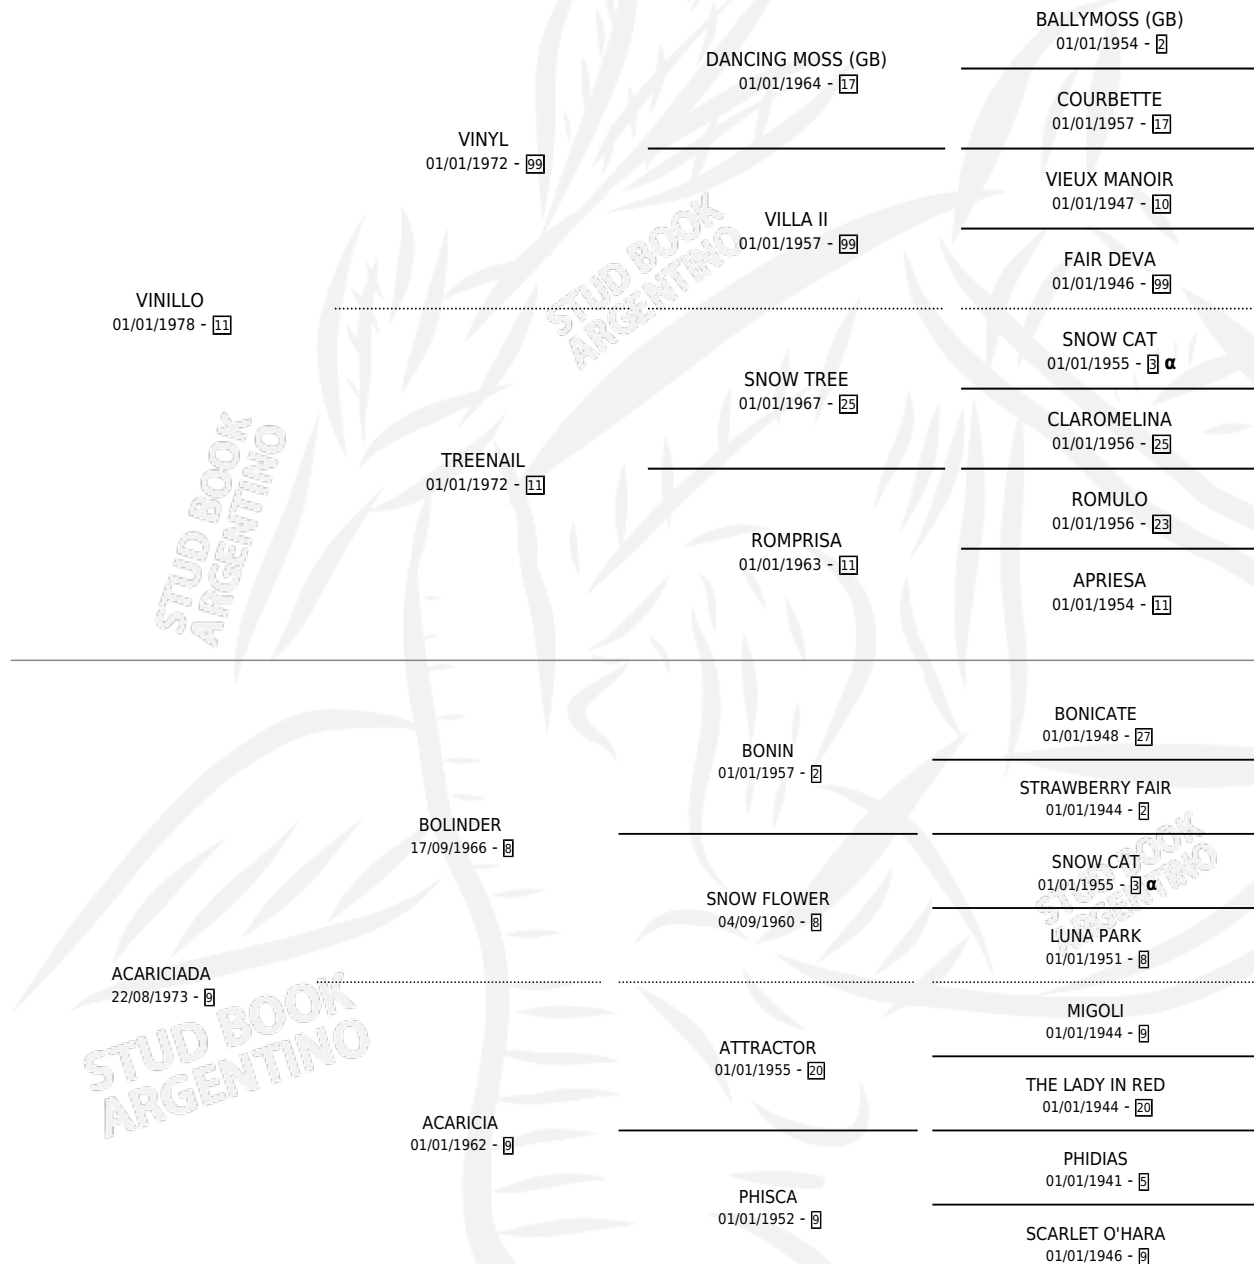 BALLYMOSS (GB)
01/01/1954 - 2
DANCING MOSS (GB)
01/01/1964 - 17
COURBETTE
01/01/1957 - 17
VINYL
01/01/1972 - 99
VIEUX MANOIR
01/01/1947 - 10
VILLA II
01/01/1957 - 99
FAIR DEVA
01/01/1946 - 99
VINILLO
01/01/1978 - 11
SNOW CAT
01/01/1955 - 3 α
SNOW TREE
01/01/1967 - 25
CLAROMELINA
01/01/1956 - 25
TREENAIL
01/01/1972 - 11
ROMULO
01/01/1956 - 23
ROMPRISA
01/01/1963 - 11
APRIESA
01/01/1954 - 11
BONICATE
01/01/1948 - 27
BONIN
01/01/1957 - 2
STRAWBERRY FAIR
01/01/1944 - 2
BOLINDER
17/09/1966 - 8
SNOW CAT
01/01/1955 - 3 α
SNOW FLOWER
04/09/1960 - 8
LUNA PARK
01/01/1951 - 8
ACARICIADA
22/08/1973 - 9
MIGOLI
01/01/1944 - 9
ATTRACTOR
01/01/1955 - 20
THE LADY IN RED
01/01/1944 - 20
ACARICIA
01/01/1962 - 9
PHIDIAS
01/01/1941 - 5
PHISCA
01/01/1952 - 9
SCARLET O'HARA
01/01/1946 - 9
STUD BOOK
ARGENTINO
STUD BOOK
ARGENTINO
STUD BOOK
ARGENTINO
STUD BOOK
ARGENTINO